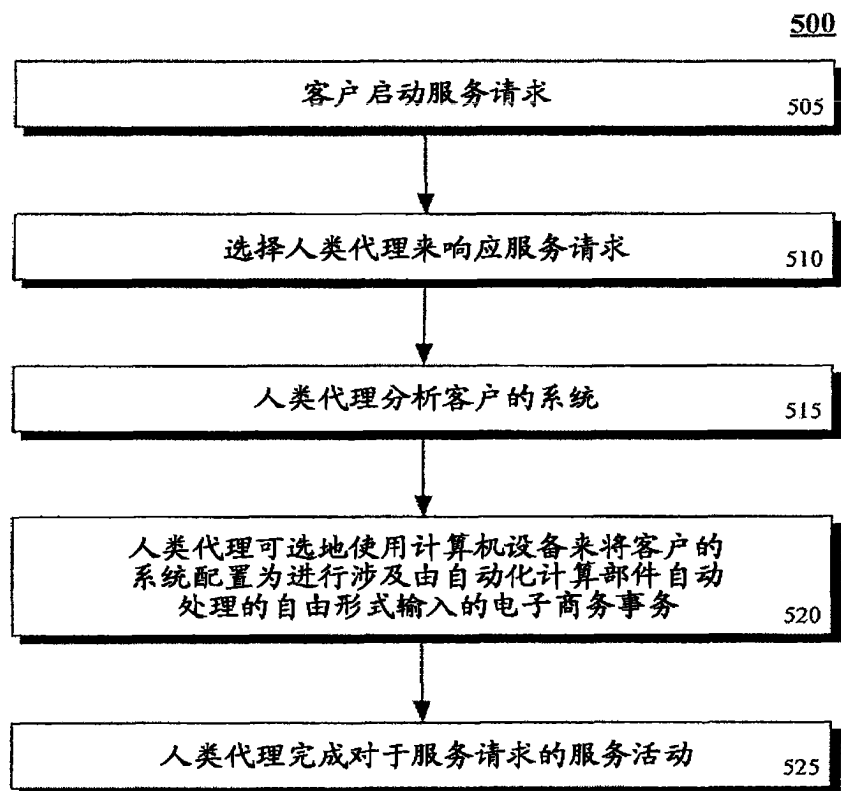 500
客户启动服务请求
505
选择人类代理来响应服务请求
510
人类代理分析客户的系统
515
人类代理可选地使用计算机设备来将客户的
系统配置为进行涉及由自动化计算部件自动
处理的自由形式输入的电子商务事务
520
人类代理完成对于服务请求的服务活动
525